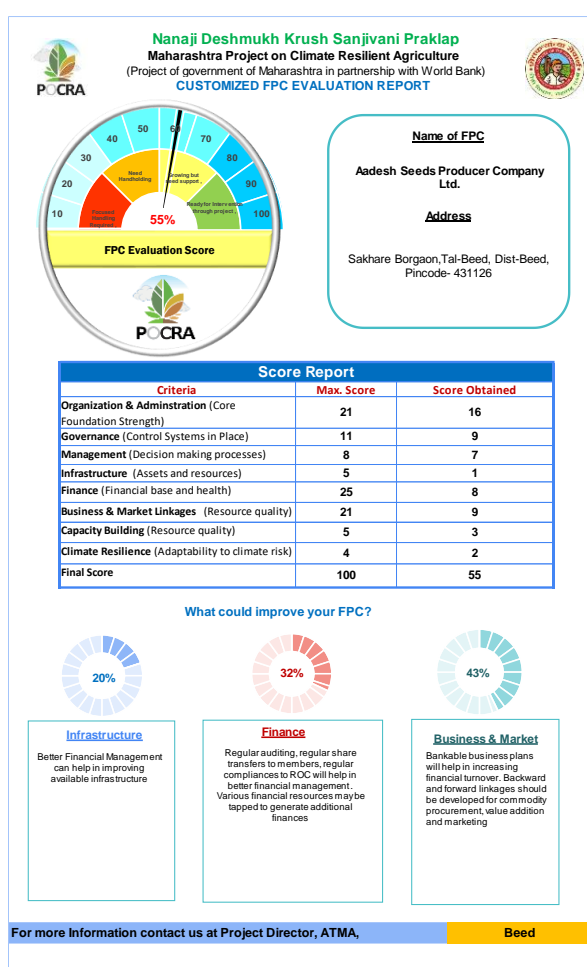 Nanaji Deshmukh Krush Sanjivani Praklap
Maharashtra Project on Climate Resilient Agriculture
(Project of government of Maharashtra in partnership with World Bank)
CUSTOMIZED FPC EVALUATION REPORT
POCRA
10
20
30
40
50
60
70
80
90
100
Focused
Handling
Required
Need
Handholding
Growing but
need support ,
Ready for Intervention
through project ,
55%
FPC Evaluation Score
POCRA
Name of FPC
Aadesh Seeds Producer Company
Ltd.
Address
Sakhare Borgaon,Tal-Beed, Dist-Beed,
Pincode- 431126
Score Report
Criteria Max. Score Score Obtained
Organization & Adminstration (Core
Foundation Strength) 21 16
Governance (Control Systems in Place) 11 9
Management (Decision making processes) 8 7
Infrastructure (Assets and resources) 5 1
Finance (Financial base and health) 25 8
Business & Market Linkages (Resource quality) 21 9
Capacity Building (Resource quality) 5 3
Climate Resilience (Adaptability to climate risk) 4 2
Final Score 100 55
What could improve your FPC?
20%
32%
43%
Infrastructure
Better Financial Management
can help in improving
available infrastructure
Finance
Regular auditing, regular share
transfers to members, regular
compliances to ROC will help in
better financial management .
Various financial resources may be
tapped to generate additional
finances
Business & Market
Bankable business plans
will help in increasing
financial turnover. Backward
and forward linkages should
be developed for commodity
procurement, value addition
and marketing
For more Information contact us at Project Director, ATMA, Beed